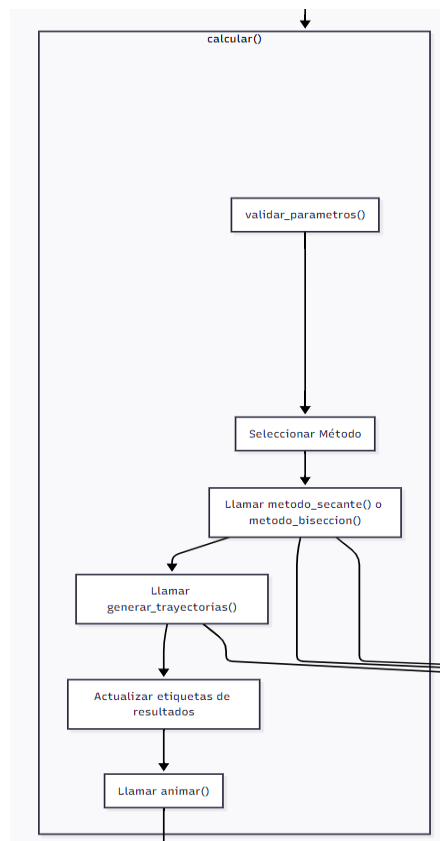 calcular()
validar_parametros()
Seleccionar Método
Llamar metodo_secante() o
metodo_biseccion()
Llamar
generar_trayectorias()
Actualizar etiquetas de
resultados
Llamar animar()